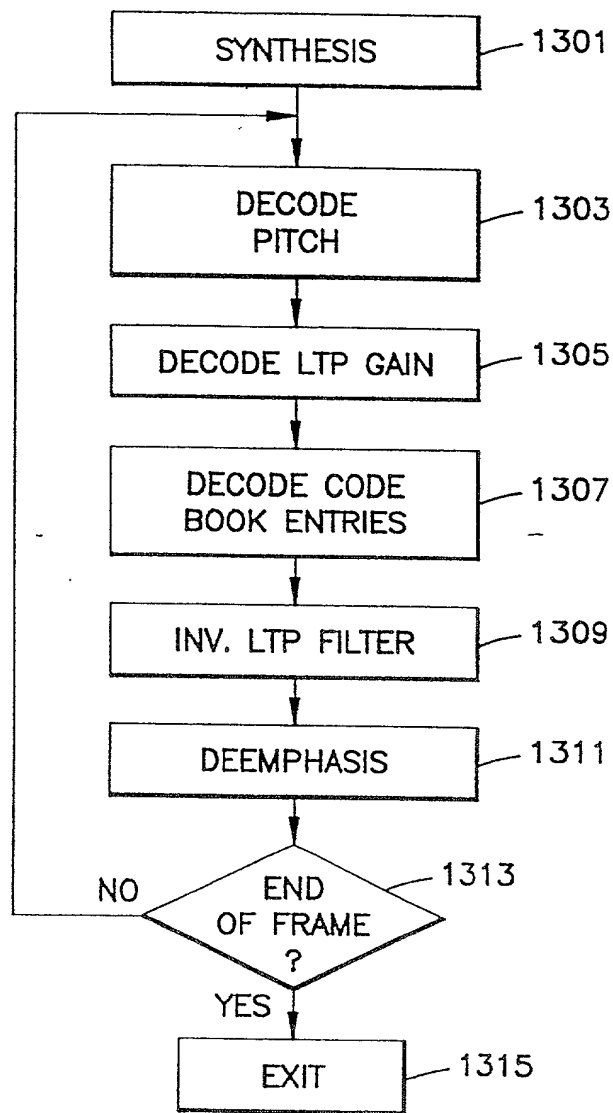 SYNTHESIS 1301
DECODE
PITCH
1303
DECODE LTP GAIN 1305
DECODE CODE
BOOK ENTRIES
1307
INV. LTP FILTER 1309
DEEMPHASIS 1311
END
OF FRAME
?
1313
NO
YES
EXIT 1315